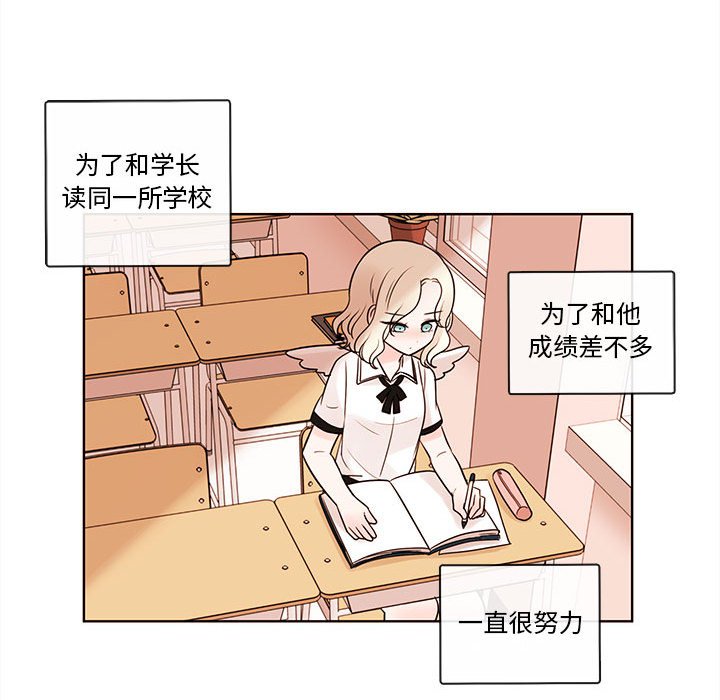 为了和学长
读同一所学校
为了和他
成绩差不多
一直很努力